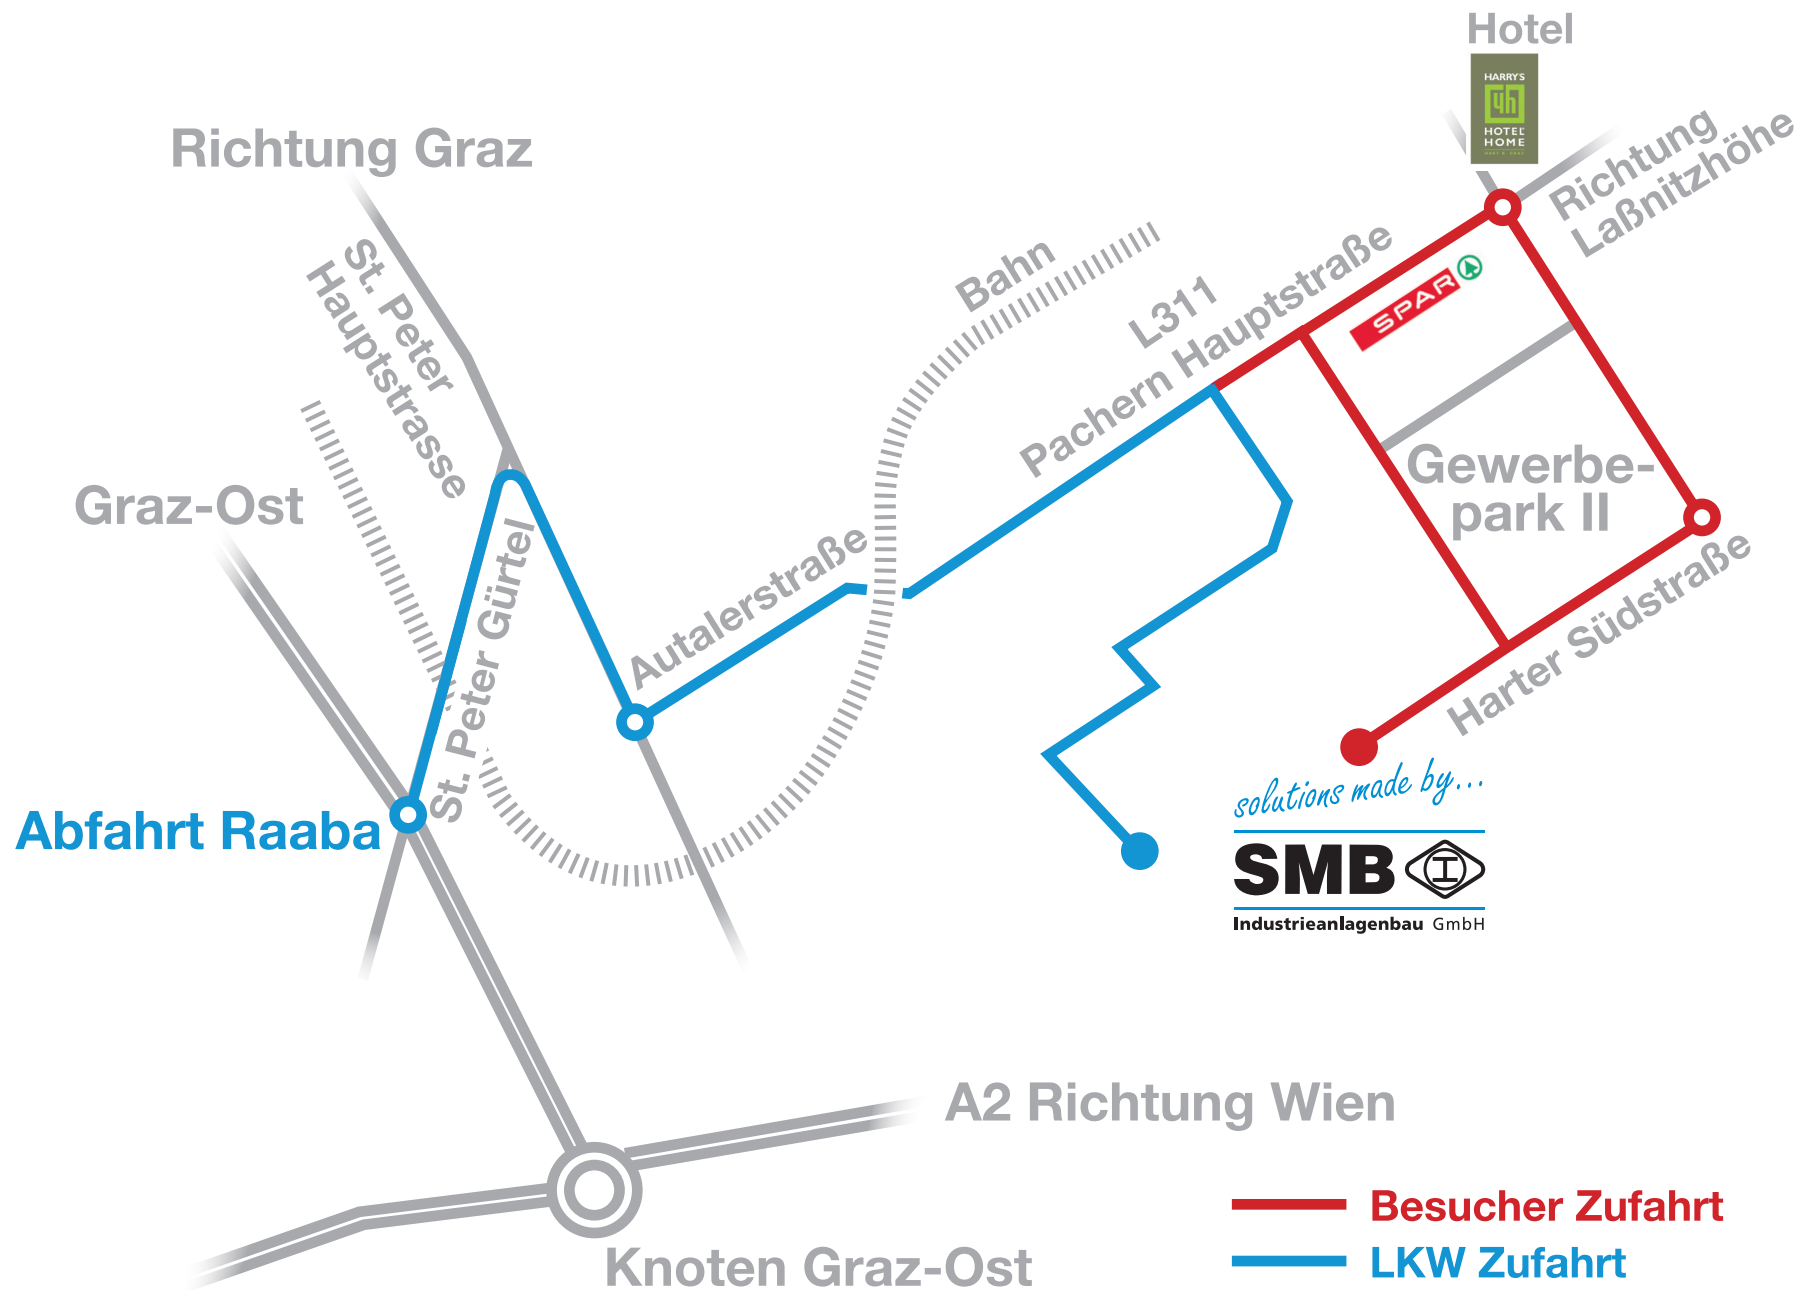 Hotel
HARRY'S
HOTEL
HOME
Richtung
Laßnitzhöhe
Richtung Graz
St. Peter
Hauptstrasse
Bahn
L311
Pachern Hauptstraße
SPAR
Gewerbe-
park II
Graz-Ost
St. Peter Gürtel
Autalerstraße
Harter Südstraße
Abfahrt Raaba
solutions made by...
SMB
Industrieanlagenbau GmbH
A2 Richtung Wien
Knoten Graz-Ost
Besucher Zufahrt
LKW Zufahrt